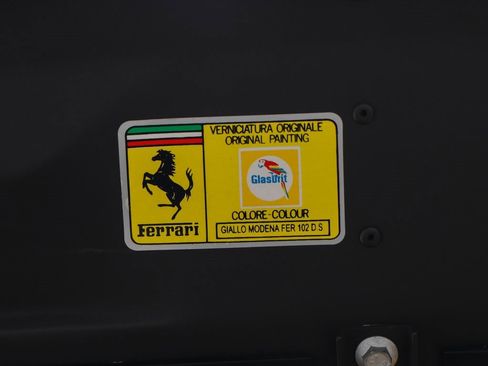 VERNICIATURA ORIGINALE
ORIGINAL PAINTING
Glasurit
COLORE-COLOUR
GIALLO MODENA FER 102 D.S
Ferrari